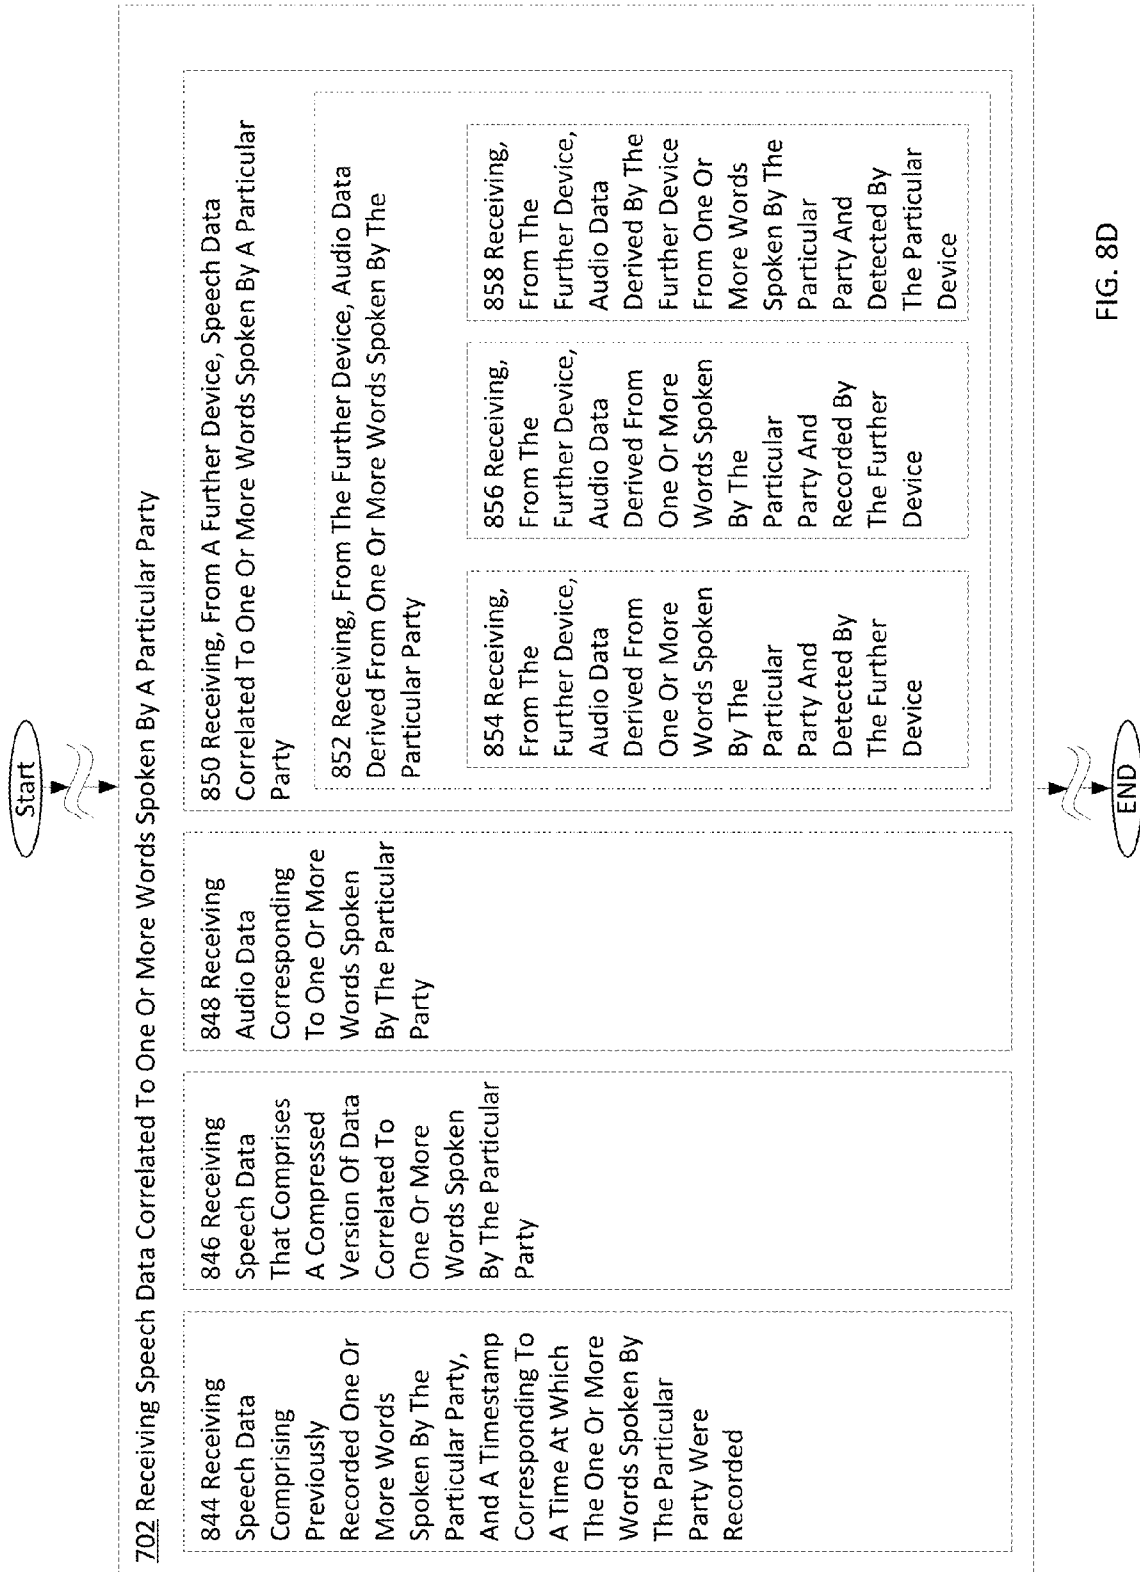 Start
702 Receiving Speech Data Correlated To One Or More Words Spoken By A Particular Party
844 Receiving
Speech Data
Comprising
Previously
Recorded One Or
More Words
Spoken By The
Particular Party,
And A Timestamp
Corresponding To
A Time At Which
The One Or More
Words Spoken By
The Particular
Party Were
Recorded
846 Receiving
Speech Data
That Comprises
A Compressed
Version Of Data
Correlated To
One Or More
Words Spoken
By The Particular
Party
848 Receiving
Audio Data
Corresponding
To One Or More
Words Spoken
By The Particular
Party
850 Receiving, From A Further Device, Speech Data
Correlated To One Or More Words Spoken By A Particular
Party
852 Receiving, From The Further Device, Audio Data
Derived From One Or More Words Spoken By The
Particular Party
854 Receiving,
From The
Further Device,
Audio Data
Derived From
One Or More
Words Spoken
By The
Particular
Party And
Detected By
The Further
Device
856 Receiving,
From The
Further Device,
Audio Data
Derived From
One Or More
Words Spoken
By The
Particular
Party And
Recorded By
The Further
Device
858 Receiving,
From The
Further Device,
Audio Data
Derived By The
Further Device
From One Or
More Words
Spoken By The
Particular
Party And
Detected By
The Particular
Device
END
FIG. 8D